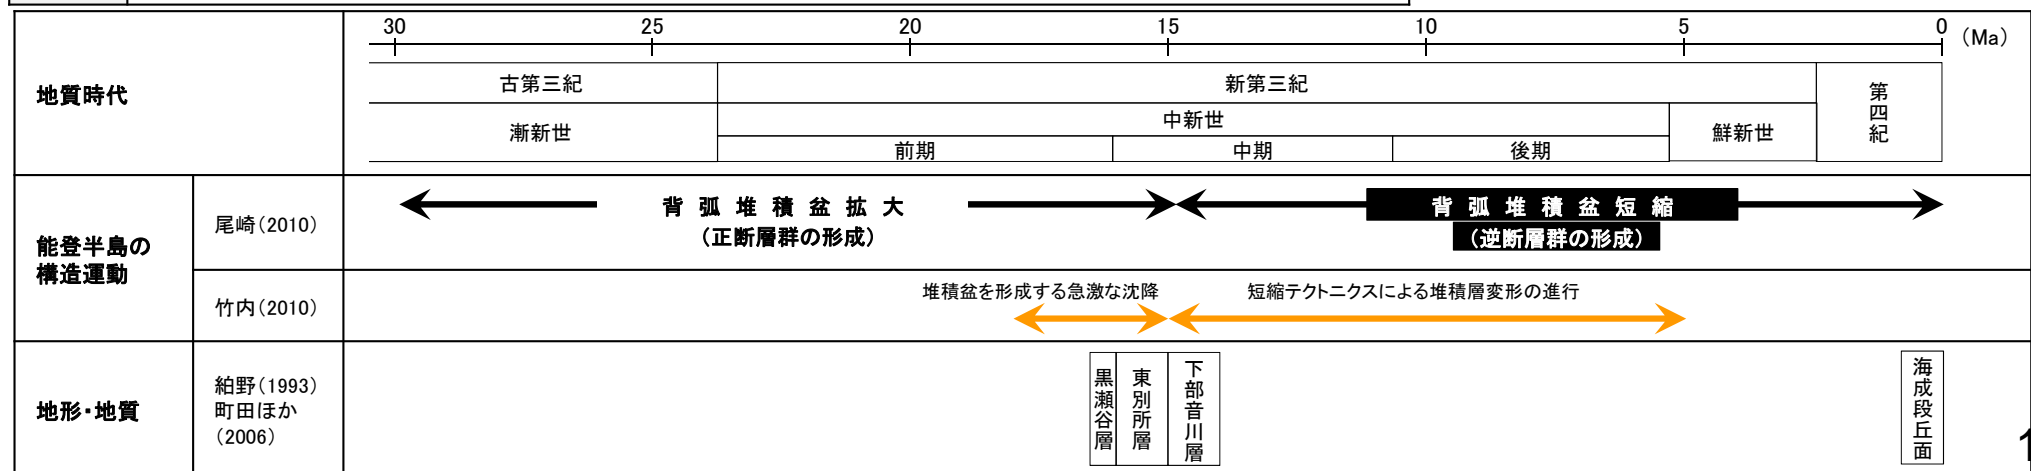 30 25 20 15 10 5 0 (Ma)
地質時代
古第三紀 新第三紀 第四紀
漸新世 中新世 鮮新世
前期 中期 後期
能登半島の
構造運動
尾崎(2010)
背弧堆積盆拡大
(正断層群の形成)
背弧堆積盆短縮
(逆断層群の形成)
竹内(2010)
堆積盆を形成する急激な沈降
短縮テクトニクスによる堆積層変形の進行
地形・地質
絈野(1993)
町田ほか
(2006)
黒瀬谷層
東別所層
下部音川層
海成段丘面